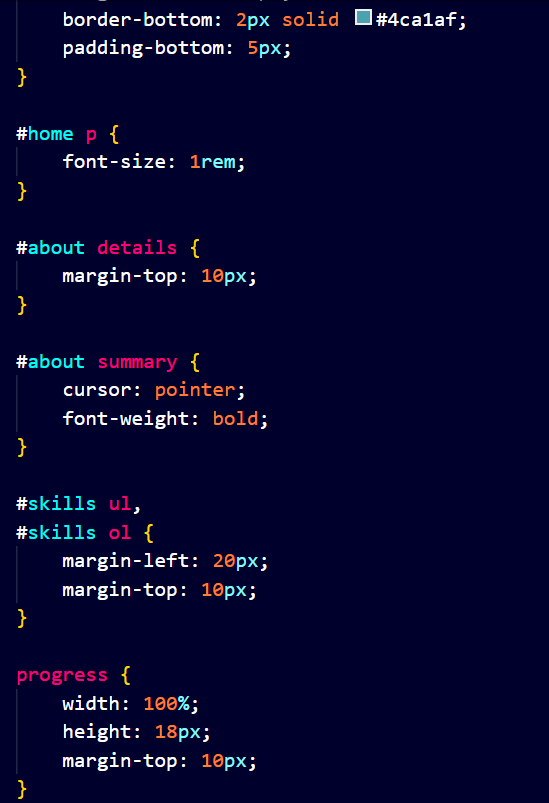 border-bottom: 2px solid #4ca1af;
padding-bottom: 5px;
}
#home p {
font-size: 1rem;
}
#about details {
margin-top: 10px;
}
#about summary {
cursor: pointer;
font-weight: bold;
}
#skills ul,
#skills ol {
margin-left: 20px;
margin-top: 10px;
}
progress {
width: 100%;
height: 18px;
margin-top: 10px;
}